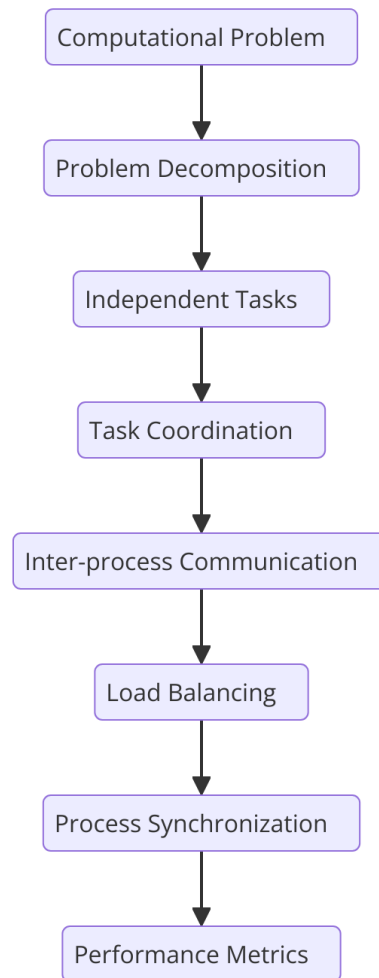 Computational Problem
Problem Decomposition
Independent Tasks
Task Coordination
Inter-process Communication
Load Balancing
Process Synchronization
Performance Metrics